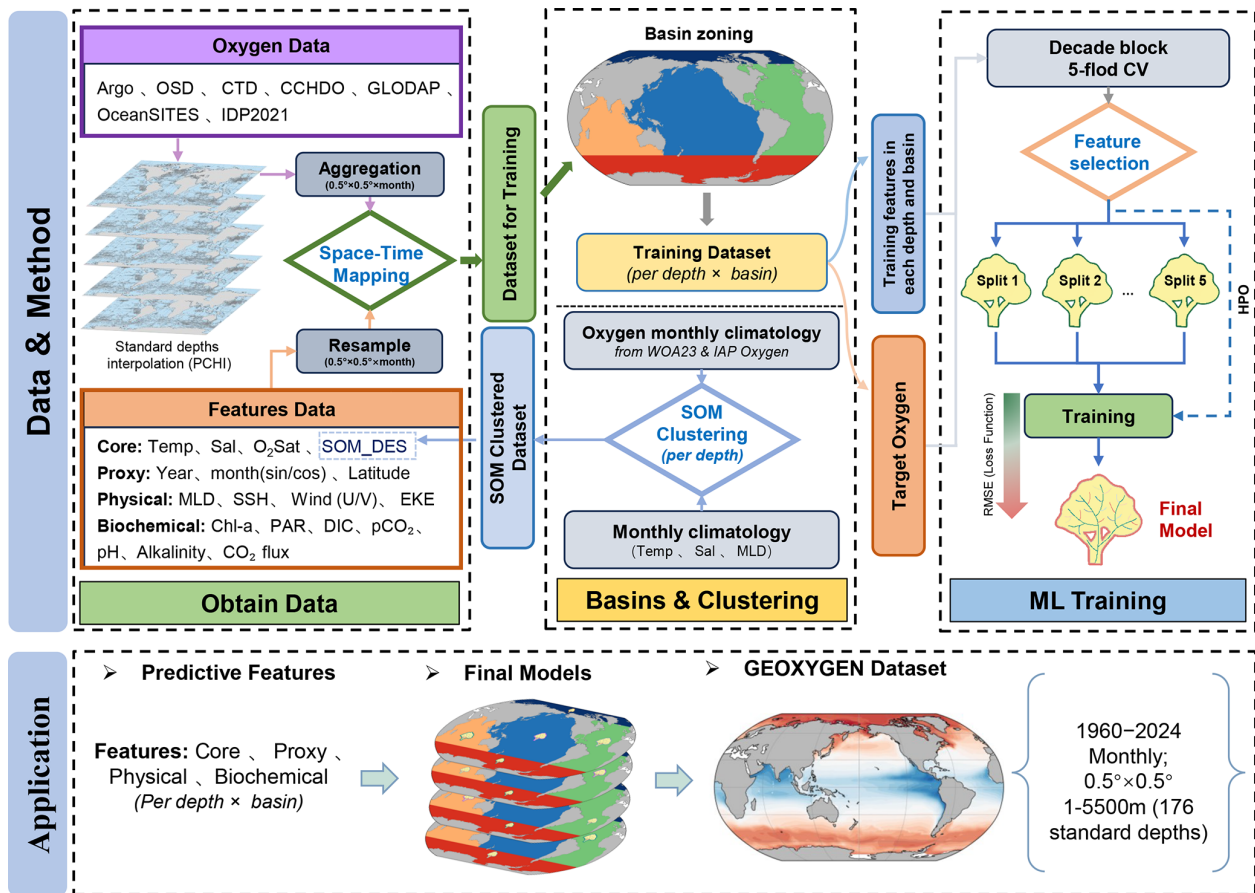 Data & Method
Oxygen Data
Argo 、OSD 、CTD 、CCHDO 、GLODAP 、
OceanSITES 、IDP2021
Aggregation
(0.5°×0.5°×month)
Space-Time
Mapping
Standard depths
interpolation (PCHI)
Resample
(0.5°×0.5°×month)
Features Data
Core: Temp、Sal、O₂Sat 、SOM_DES
Proxy: Year、month(sin/cos) 、Latitude
Physical: MLD、SSH、Wind (U/V)、EKE
Biochemical: Chl-a、PAR、DIC、pCO₂、
pH、Alkalinity、CO₂ flux
Obtain Data
Dataset for Training
SOM Clustered
Dataset
Basin zoning
Training Dataset
(per depth × basin)
Oxygen monthly climatology
from WOA23 & IAP Oxygen
SOM
Clustering
(per depth)
Monthly climatology
(Temp 、Sal 、MLD)
Basins & Clustering
Training features in
each depth and basin
Target Oxygen
Decade block
5-flod CV
Feature
selection
Split 1
Split 2
...
Split 5
HPO
Training
RMSE (Loss Function)
Final
Model
ML Training
Application
➢ Predictive Features
Features: Core 、Proxy 、
Physical 、Biochemical
(Per depth × basin)
➢ Final Models
➢ GEOXYGEN Dataset
1960−2024
Monthly;
0.5°×0.5°
1-5500m (176
standard depths)